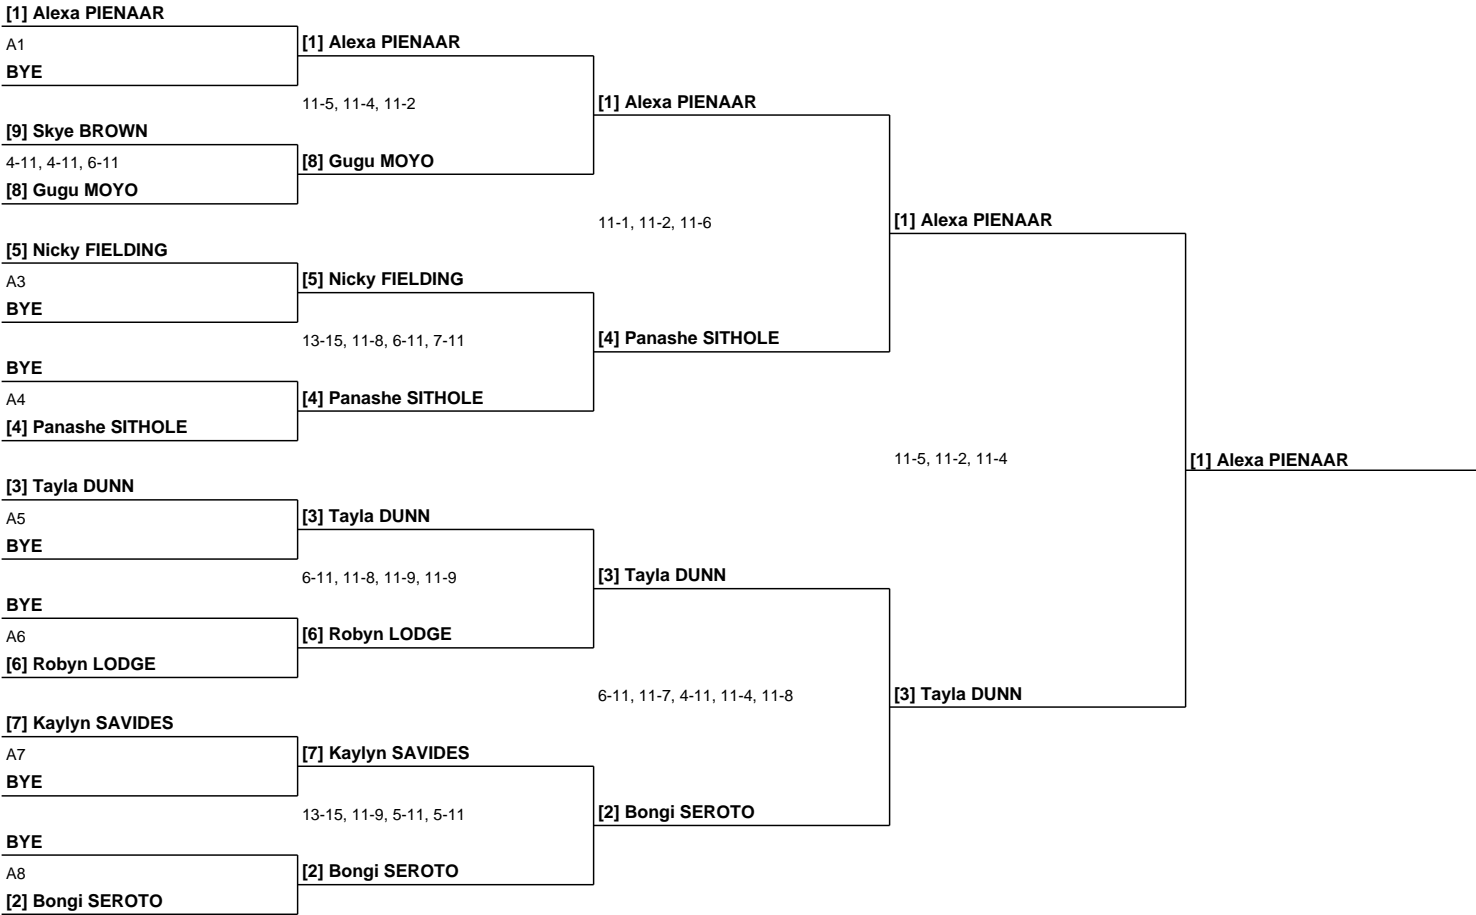 [1] Alexa PIENAAR
A1
BYE
[9] Skye BROWN
4-11, 4-11, 6-11
[8] Gugu MOYO
[5] Nicky FIELDING
A3
BYE
BYE
A4
[4] Panashe SITHOLE
[3] Tayla DUNN
A5
BYE
BYE
A6
[6] Robyn LODGE
[7] Kaylyn SAVIDES
A7
BYE
BYE
A8
[2] Bongi SEROTO
[1] Alexa PIENAAR
11-5, 11-4, 11-2
[8] Gugu MOYO
[5] Nicky FIELDING
13-15, 11-8, 6-11, 7-11
[4] Panashe SITHOLE
[3] Tayla DUNN
6-11, 11-8, 11-9, 11-9
[6] Robyn LODGE
[7] Kaylyn SAVIDES
13-15, 11-9, 5-11, 5-11
[2] Bongi SEROTO
[1] Alexa PIENAAR
11-1, 11-2, 11-6
[4] Panashe SITHOLE
[3] Tayla DUNN
6-11, 11-7, 4-11, 11-4, 11-8
[2] Bongi SEROTO
[1] Alexa PIENAAR
11-5, 11-2, 11-4
[3] Tayla DUNN
[1] Alexa PIENAAR